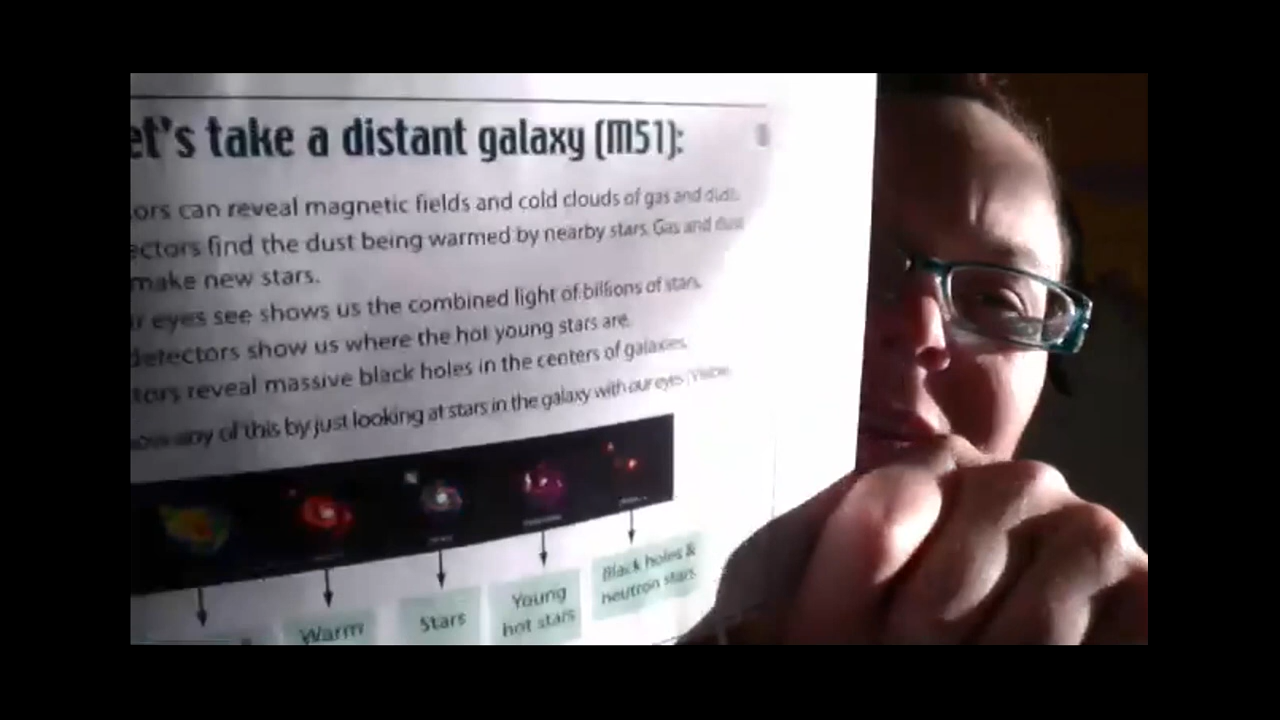 et's take a distant galaxy (M51):
ors can reveal magnetic fields and cold clouds of gas and dust.
ectors find the dust being warmed by nearby stars. Gas and dust
make new stars.
r eyes see shows us the combined light of billions of stars.
detectors show us where the hot young stars are.
tors reveal massive black holes in the centers of galaxies.
any of this by just looking at stars in the galaxy with our eyes (Visible
Warm
Stars
Young
hot stars
Black holes &
neutron stars